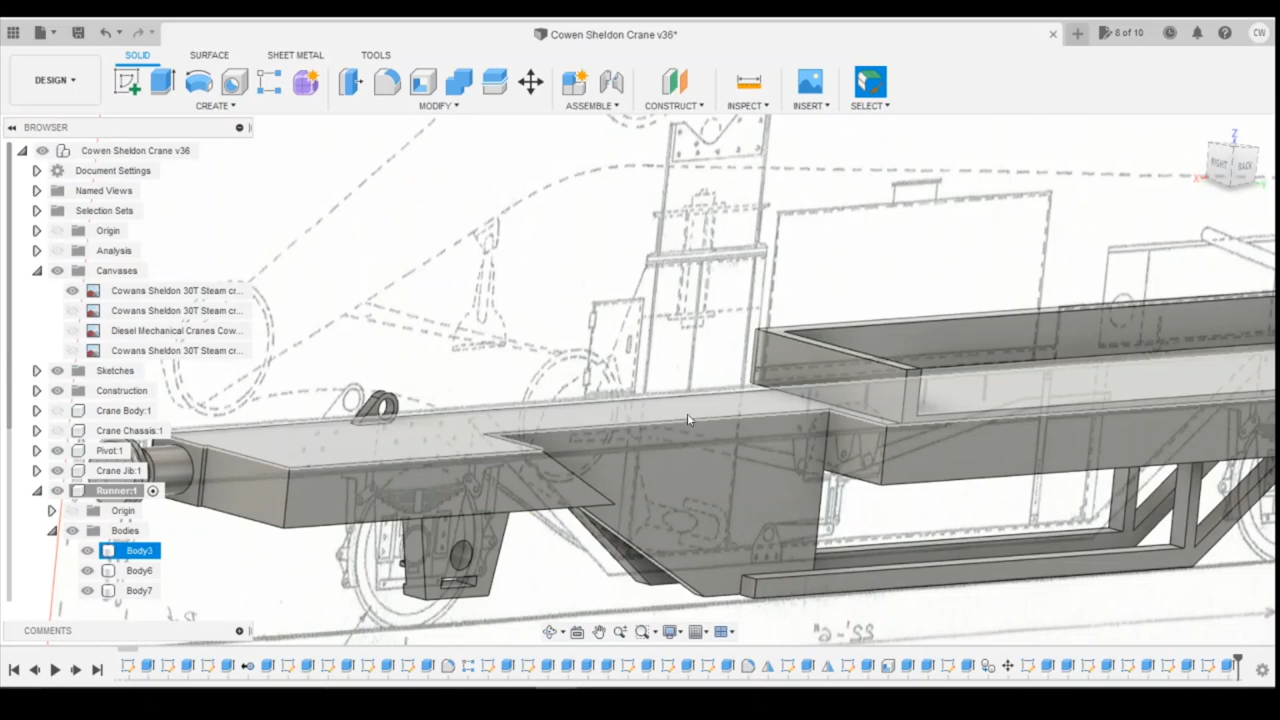 Cowen Sheldon Crane v36*
8 of 10
CW
DESIGN
SOLID
SURFACE
SHEET METAL
TOOLS
CREATE
MODIFY
ASSEMBLE
CONSTRUCT
INSPECT
INSERT
SELECT
BROWSER
Cowen Sheldon Crane v36
Document Settings
Named Views
Selection Sets
Origin
Analysis
Canvases
Cowans Sheldon 30T Steam cr...
Cowans Sheldon 30T Steam cr...
Diesel Mechanical Cranes Cow...
Cowans Sheldon 30T Steam cr...
Sketches
Construction
Crane Body:1
Crane Chassis:1
Pivot:1
Crane Jib:1
Runner:1
Origin
Bodies
Body3
Body6
Body7
COMMENTS
Z
RIGHT
BACK
X
Y
22'-6"